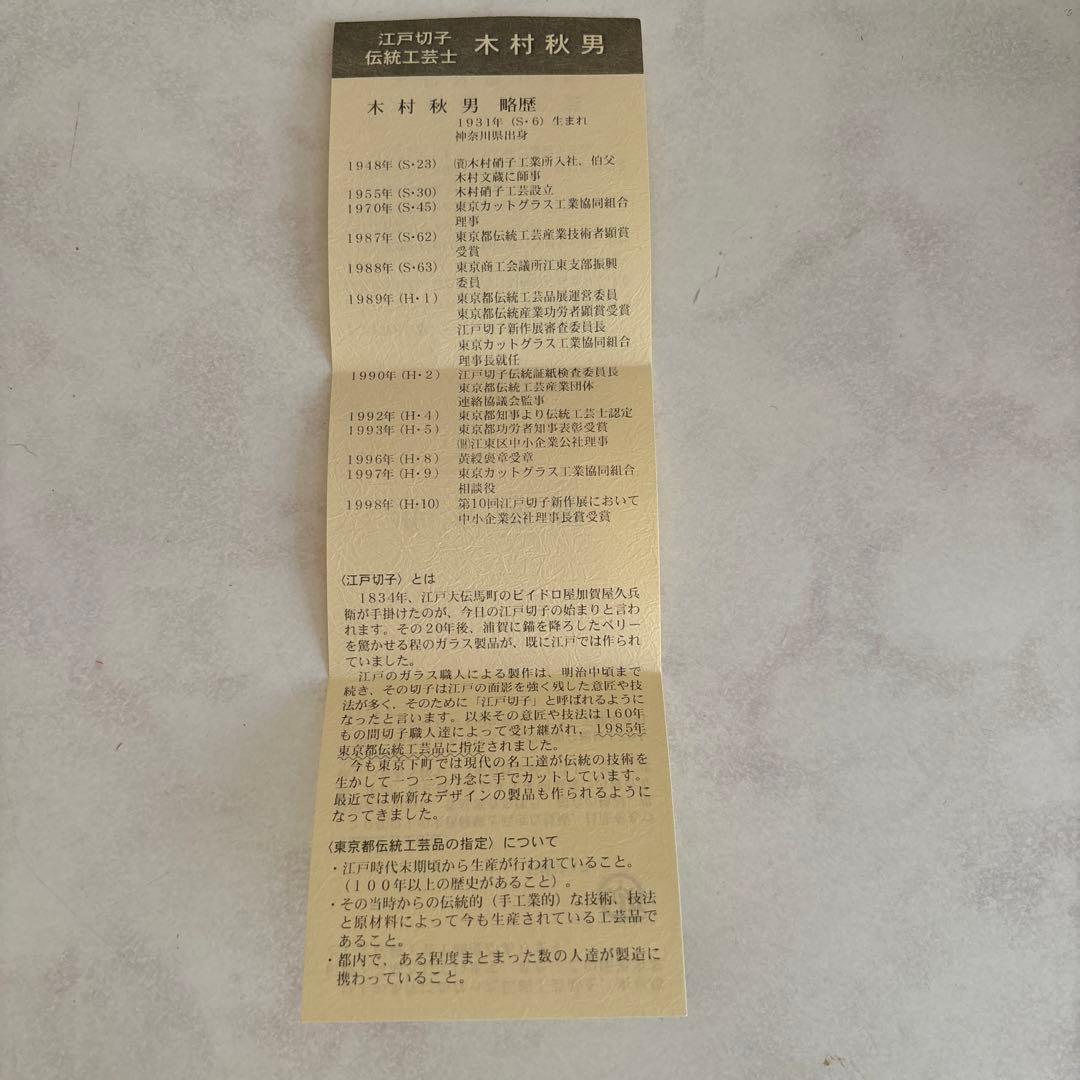 江戸切子
伝統工芸士 木村秋男
木村秋男 略歴
1931年（S・6）生まれ
神奈川県出身
1948年（S・23） ㈾木村硝子工業所入社、伯父
木村文蔵に師事
1955年（S・30） 木村硝子工芸設立
1970年（S・45） 東京カットグラス工業協同組合
理事
1987年（S・62） 東京都伝統工芸産業技術者顕賞
受賞
1988年（S・63） 東京商工会議所江東支部振興
委員
1989年（H・1） 東京都伝統工芸品展運営委員
東京都伝統産業功労者顕賞受賞
江戸切子新作展審査委員長
東京カットグラス工業協同組合
理事長就任
1990年（H・2） 江戸切子伝統証紙検査委員長
東京都伝統工芸産業団体
連絡協議会監事
1992年（H・4） 東京都知事より伝統工芸士認定
1993年（H・5） 東京都功労者知事表彰受賞
㈶江東区中小企業公社理事
1996年（H・8） 黄綬褒章受章
1997年（H・9） 東京カットグラス工業協同組合
相談役
1998年（H・10） 第10回江戸切子新作展において
中小企業公社理事長賞受賞
〈江戸切子〉とは
1834年、江戸大伝馬町のビイドロ屋加賀屋久兵
衛が手掛けたのが、今日の江戸切子の始まりと言わ
れます。その20年後、浦賀に錨を降ろしたペリー
を驚かせる程のガラス製品が、既に江戸では作られ
ていました。
江戸のガラス職人による製作は、明治中頃まで
続き、その切子は江戸の面影を強く残した意匠や技
法が多く、そのために「江戸切子」と呼ばれるように
なったと言います。以来その意匠や技法は160年
もの間切子職人達によって受け継がれ、1985年
東京都伝統工芸品に指定されました。
今も東京下町では現代の名工達が伝統の技術を
生かして一つ一つ丹念に手でカットしています。
最近では斬新なデザインの製品も作られるように
なってきました。
〈東京都伝統工芸品の指定〉について
・江戸時代末期頃から生産が行われていること。
（100年以上の歴史があること）。
・その当時からの伝統的（手工業的）な技術、技法
と原材料によって今も生産されている工芸品で
あること。
・都内で、ある程度まとまった数の人達が製造に
携わっていること。